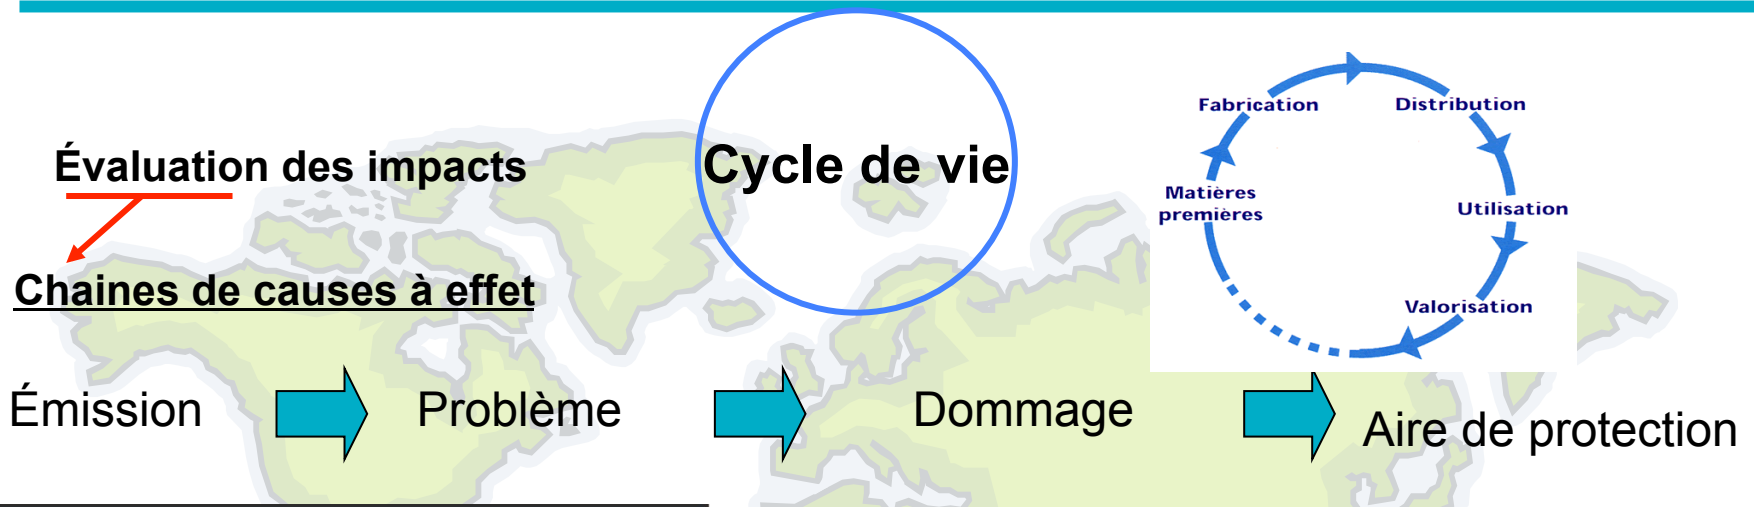 Évaluation des impacts
Chaines de causes à effet
Cycle de vie
Fabrication
Distribution
Matières
premières
Utilisation
Valorisation
Émission
Problème
Dommage
Aire de protection